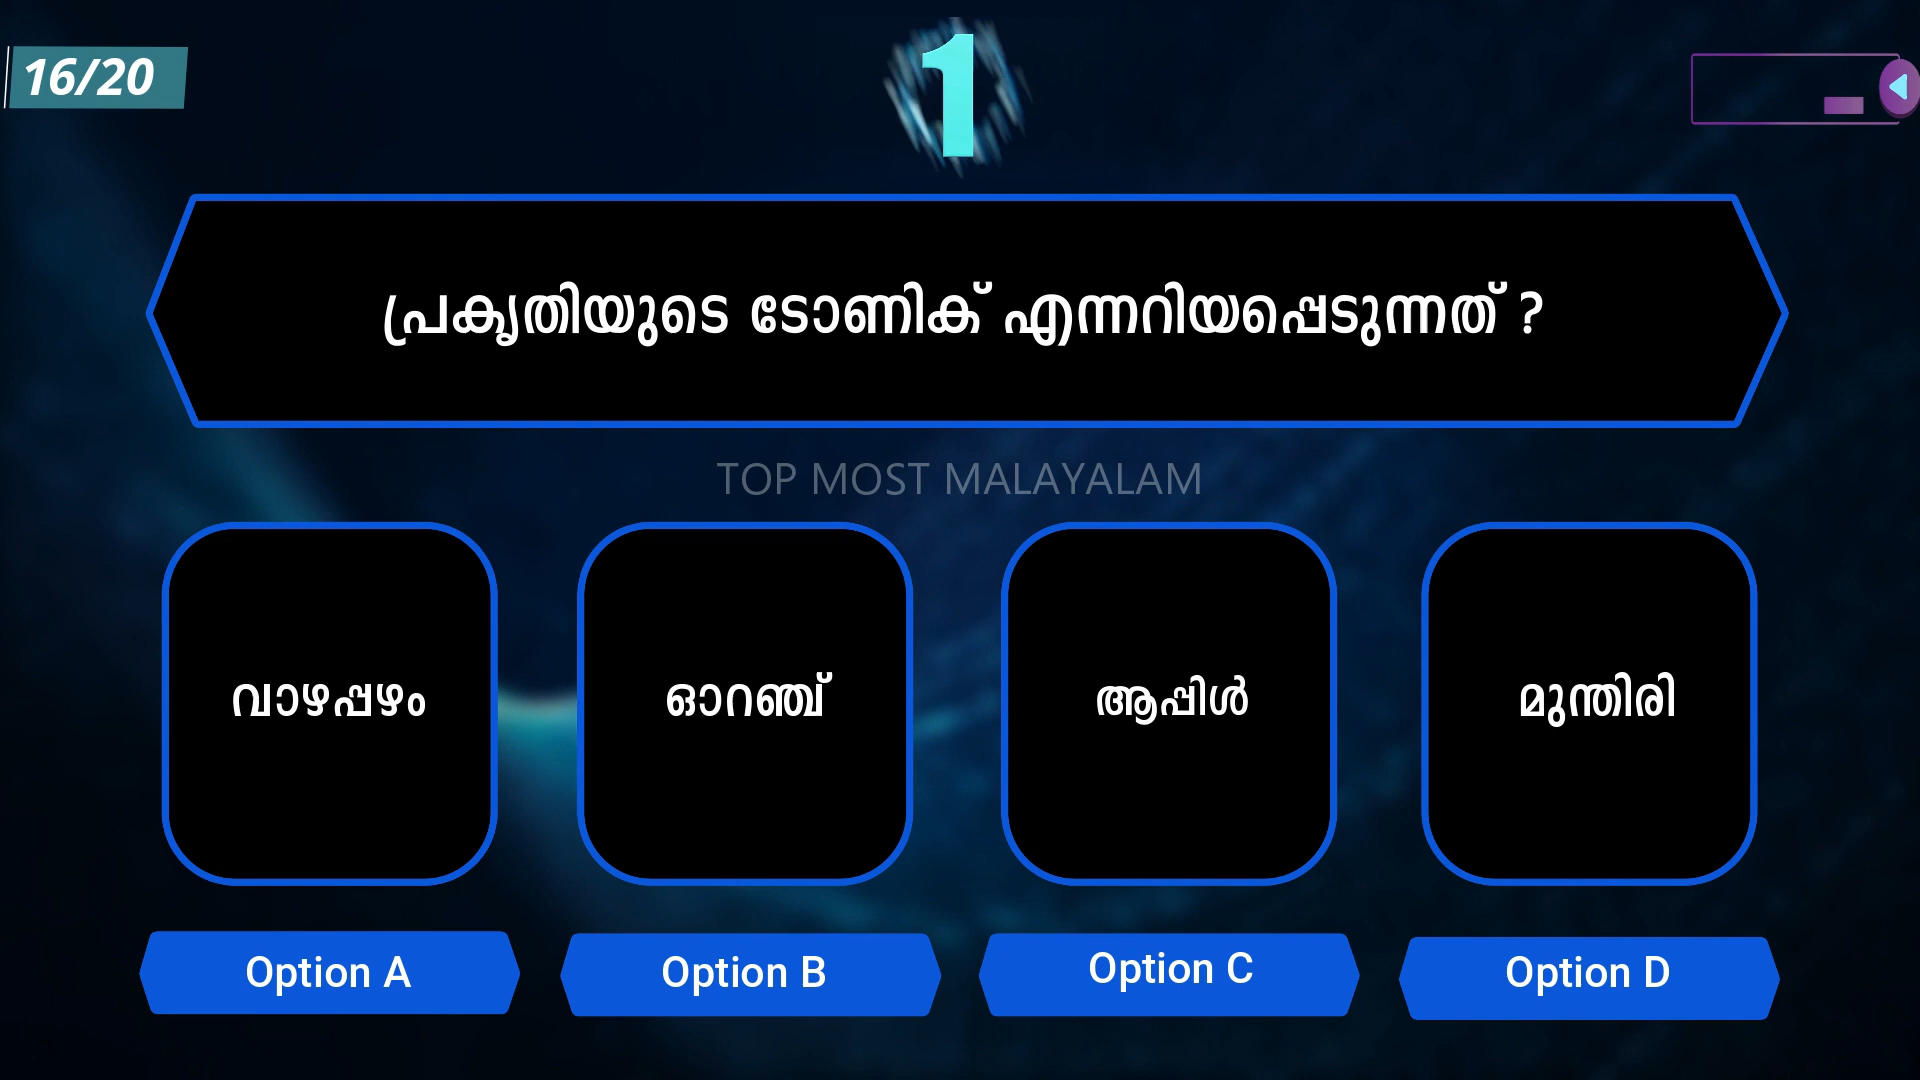 16/20
1
പ്രകൃതിയുടെ ടോണിക് എന്നറിയപ്പെടുന്നത് ?
TOP MOST MALAYALAM
വാഴപ്പഴം
ഓറഞ്ച്
ആപ്പിൾ
മുന്തിരി
Option A
Option B
Option C
Option D